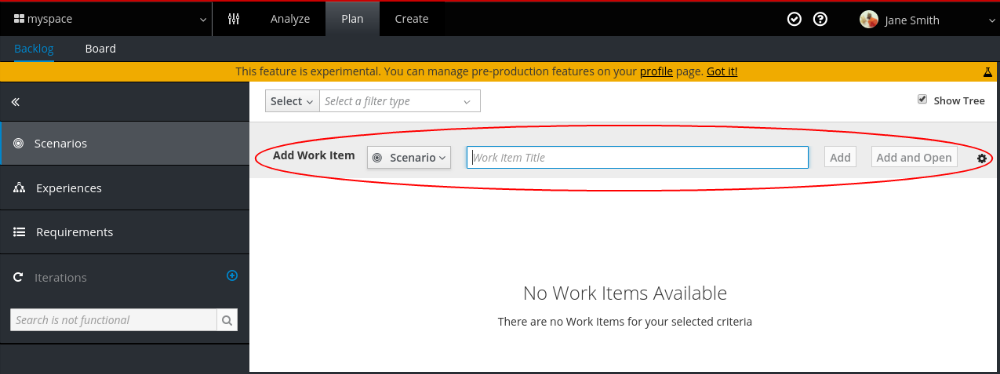 myspace Analyze Plan Create Jane Smith
Backlog Board
This feature is experimental. You can manage pre-production features on your profile page. Got it!
Select Select a filter type Show Tree
Scenarios
Add Work Item Scenario Work Item Title Add Add and Open
Experiences
Requirements
Iterations
Search is not functional
No Work Items Available
There are no Work Items for your selected criteria